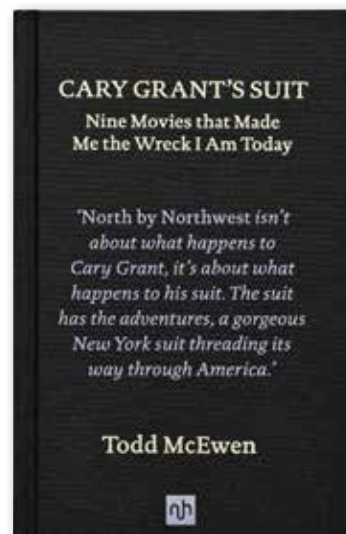 CARY GRANT'S SUIT
Nine Movies that Made
Me the Wreck I Am Today
'North by Northwest isn't
about what happens to
Cary Grant, it's about what
happens to his suit. The suit
has the adventures, a gorgeous
New York suit threading its
way through America.'
Todd McEwen
nh